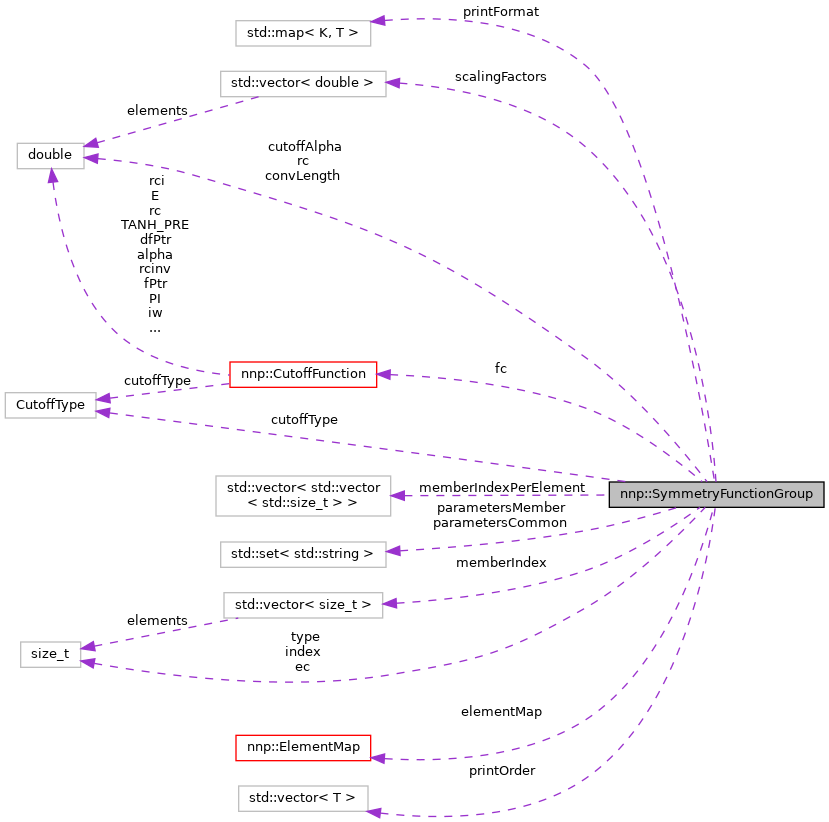 printFormat
std::map< K, T >
scalingFactors
std::vector< double >
elements
double
cutoffAlpha
rc
convLength
rci
E
rc
TANH_PRE
dfPtr
alpha
rcinv
fPtr
PI
iw
...
fc
nnp::CutoffFunction
cutoffType
CutoffType
cutoffType
memberIndexPerElement
std::vector< std::vector
< std::size_t > >
nnp::SymmetryFunctionGroup
parametersMember
parametersCommon
std::set< std::string >
memberIndex
std::vector< size_t >
elements
type
index
ec
size_t
elementMap
nnp::ElementMap
printOrder
std::vector< T >